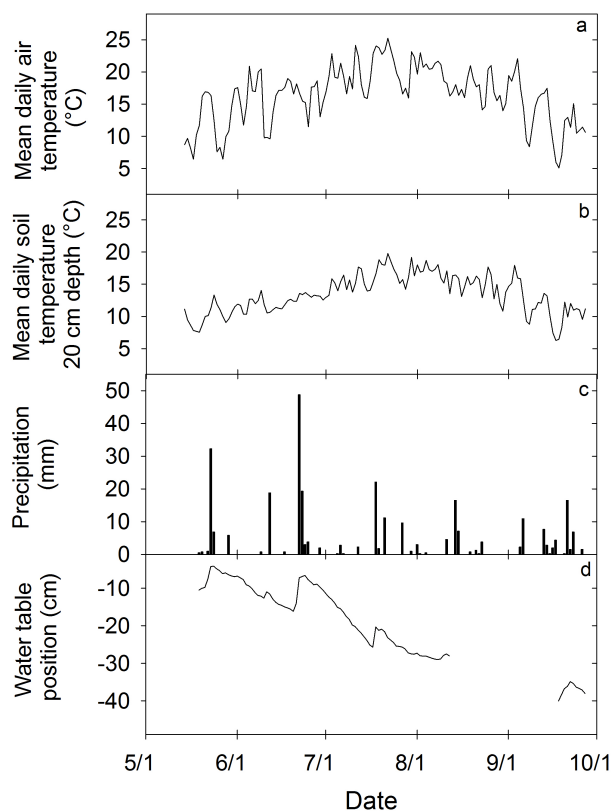 a
Mean daily air
temperature
(°C)
25
20
15
10
5
b
Mean daily soil
temperature
20 cm depth (°C)
25
20
15
10
5
c
Precipitation
(mm)
50
40
30
20
10
0
d
Water table
position (cm)
-10
-20
-30
-40
5/1 6/1 7/1 8/1 9/1 10/1
Date